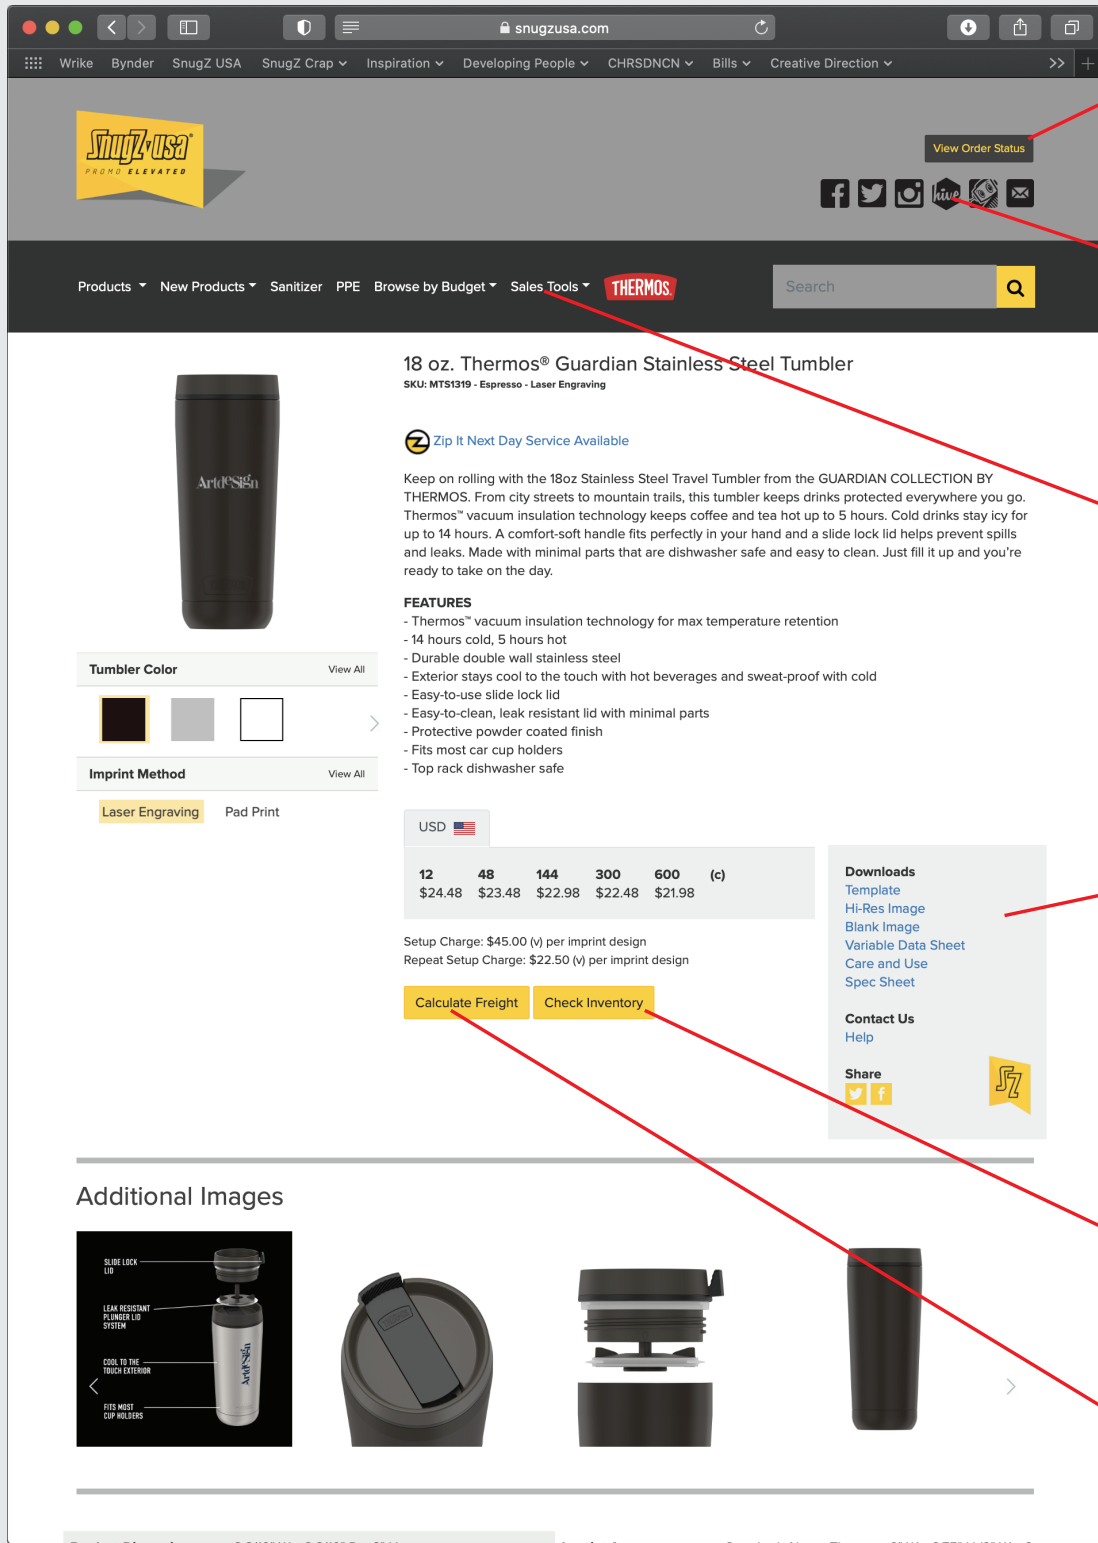 snugzusa.com
Wrike Bynder SnugZ USA SnugZ Crap Inspiration Developing People CHRSDNCN Bills Creative Direction >>
SnugZ USA
PROMO ELEVATED
View Order Status
hive
Products New Products Sanitizer PPE Browse by Budget Sales Tools THERMOS. Search
18 oz. Thermos® Guardian Stainless Steel Tumbler
SKU: MTS1319 - Espresso - Laser Engraving
Zip It Next Day Service Available
Keep on rolling with the 18oz Stainless Steel Travel Tumbler from the GUARDIAN COLLECTION BY
THERMOS. From city streets to mountain trails, this tumbler keeps drinks protected everywhere you go.
Thermos™ vacuum insulation technology keeps coffee and tea hot up to 5 hours. Cold drinks stay icy for
up to 14 hours. A comfort-soft handle fits perfectly in your hand and a slide lock lid helps prevent spills
and leaks. Made with minimal parts that are dishwasher safe and easy to clean. Just fill it up and you're
ready to take on the day.
FEATURES
- Thermos™ vacuum insulation technology for max temperature retention
- 14 hours cold, 5 hours hot
- Durable double wall stainless steel
- Exterior stays cool to the touch with hot beverages and sweat-proof with cold
- Easy-to-use slide lock lid
- Easy-to-clean, leak resistant lid with minimal parts
- Protective powder coated finish
- Fits most car cup holders
- Top rack dishwasher safe
ArtdeSign
Tumbler Color View All
Imprint Method View All
Laser Engraving Pad Print
USD
12 48 144 300 600 (c)
$24.48 $23.48 $22.98 $22.48 $21.98
Setup Charge: $45.00 (v) per imprint design
Repeat Setup Charge: $22.50 (v) per imprint design
Calculate Freight Check Inventory
Downloads
Template
Hi-Res Image
Blank Image
Variable Data Sheet
Care and Use
Spec Sheet
Contact Us
Help
Share
SZ
Additional Images
SLIDE LOCK
LID
LEAK RESISTANT
PLUNGER LID
SYSTEM
COOL TO THE
TOUCH EXTERIOR
FITS MOST
CUP HOLDERS
ArtdeSign